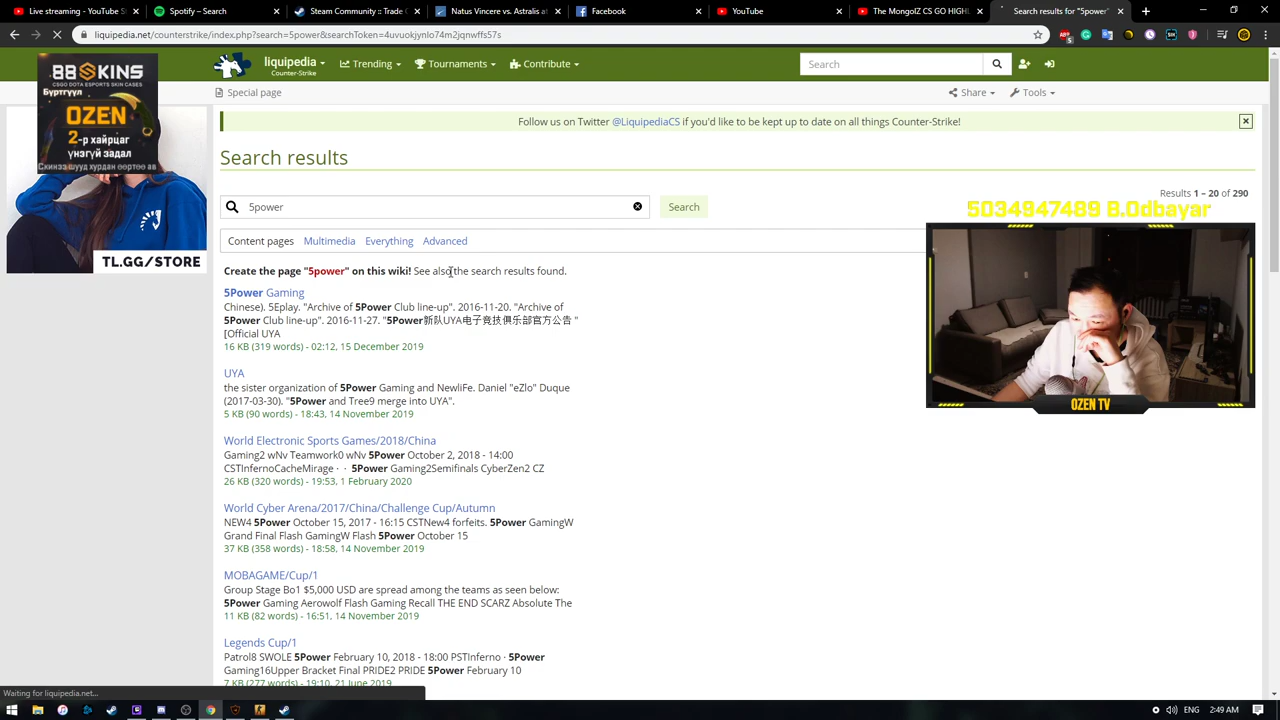 Live streaming - YouTube
Spotify – Search
Steam Community :: Trade O
Natus Vincere vs. Astralis at
Facebook
YouTube
The MongolZ CS GO HIGHL
Search results for "5power"
liquipedia.net/counterstrike/index.php?search=5power&searchToken=4uvuokjynlo74m2jqnwffs57s
liquipedia
Counter-Strike
Trending
Tournaments
Contribute
Search
Special page
Share
Tools
88SKINS
CSGO DOTA ESPORTS SKIN CASES
Бүртгүүл
OZEN
2-р хайрцаг
үнэгүй задал
Скинээ шууд хурдан өөртөө ав
TL.GG/STORE
Follow us on Twitter @LiquipediaCS if you'd like to be kept up to date on all things Counter-Strike!
Search results
Results 1 – 20 of 290
5power
Search
5034947489 B.Odbayar
Content pages
Multimedia
Everything
Advanced
Create the page "5power" on this wiki! See also the search results found.
5Power Gaming
Chinese). 5Eplay. "Archive of 5Power Club line-up". 2016-11-20. "Archive of
5Power Club line-up". 2016-11-27. "5Power新队UYA电子竞技俱乐部官方公告 "
[Official UYA
16 KB (319 words) - 02:12, 15 December 2019
UYA
the sister organization of 5Power Gaming and NewliFe. Daniel "eZlo" Duque
(2017-03-30). "5Power and Tree9 merge into UYA".
5 KB (90 words) - 18:43, 14 November 2019
OZEN TV
World Electronic Sports Games/2018/China
Gaming2 wNv Teamwork0 wNv 5Power October 2, 2018 - 14:00
CSTInfernoCacheMirage · · 5Power Gaming2Semifinals CyberZen2 CZ
26 KB (320 words) - 19:53, 1 February 2020
World Cyber Arena/2017/China/Challenge Cup/Autumn
NEW4 5Power October 15, 2017 - 16:15 CSTNew4 forfeits. 5Power GamingW
Grand Final Flash GamingW Flash 5Power October 15
37 KB (358 words) - 18:58, 14 November 2019
MOBAGAME/Cup/1
Group Stage Bo1 $5,000 USD are spread among the teams as seen below:
5Power Gaming Aerowolf Flash Gaming Recall THE END SCARZ Absolute The
11 KB (82 words) - 16:51, 14 November 2019
Legends Cup/1
Patrol8 SWOLE 5Power February 10, 2018 - 18:00 PSTInferno · 5Power
Gaming16Upper Bracket Final PRIDE2 PRIDE 5Power February 10
7 KB (277 words) - 19:10, 21 June 2019
Waiting for liquipedia.net...
ENG
2:49 AM